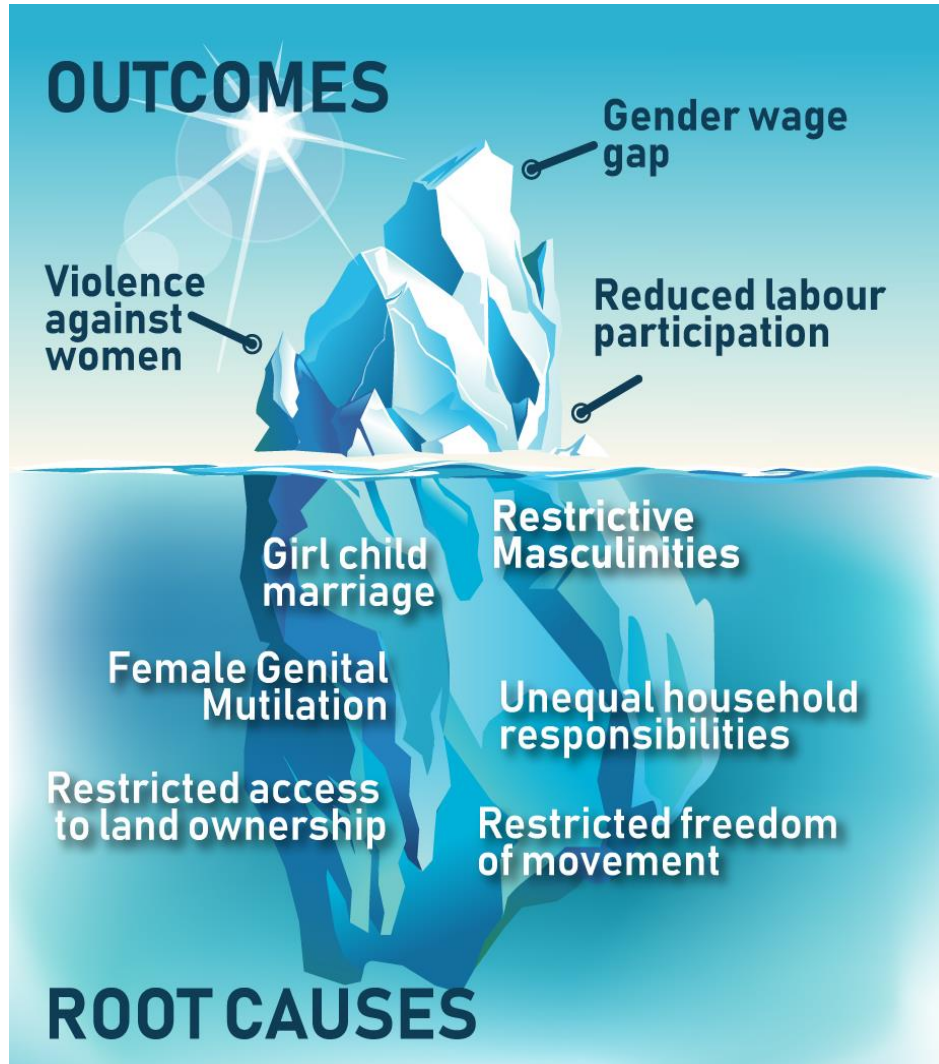 OUTCOMES
Gender wage
gap
Violence
against
women
Reduced labour
participation
Restrictive
Masculinities
Girl child
marriage
Female Genital
Mutilation
Unequal household
responsibilities
Restricted access
to land ownership
Restricted freedom
of movement
ROOT CAUSES